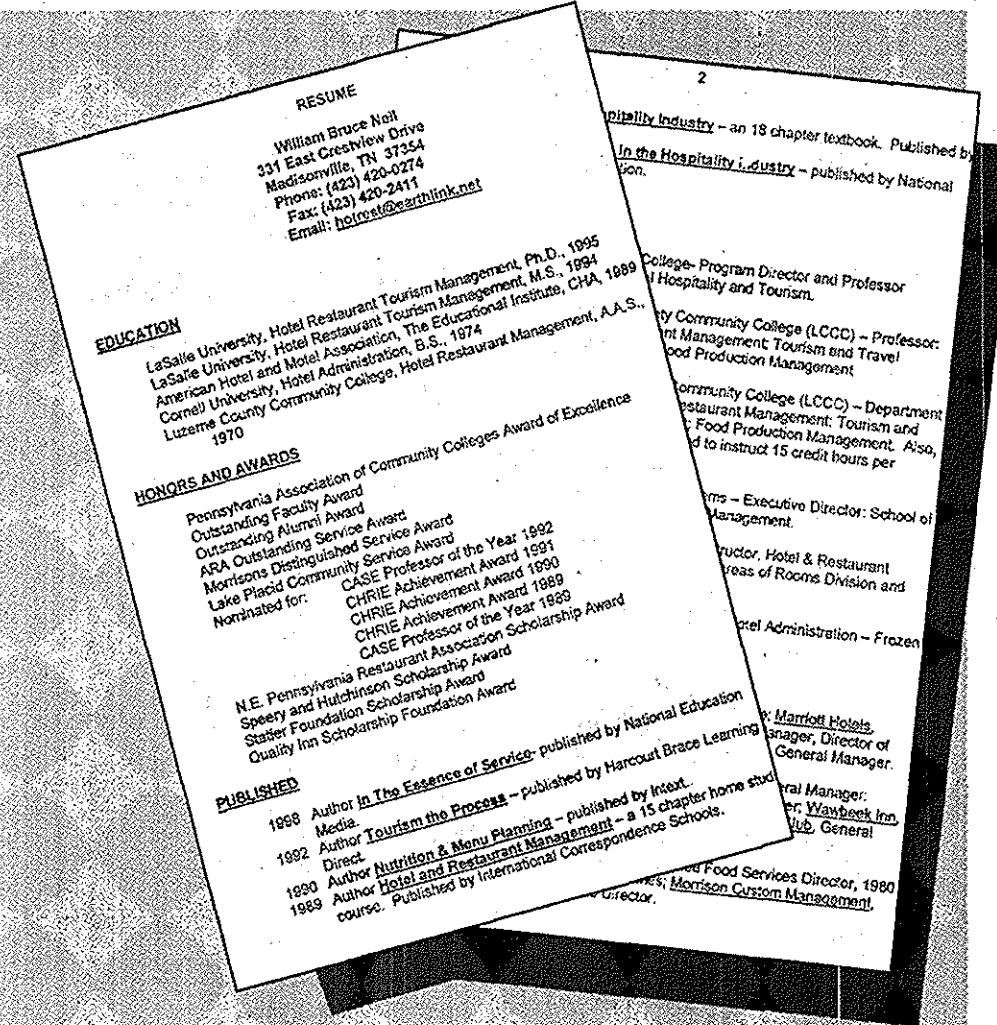 RESUME
William Bruce Neil
331 East Crestview Drive
Madisonville, TN 37354
Phone: (423) 420-0274
Fax: (423) 420-2411
Email: hotrest@earthlink.net
EDUCATION
LaSalle University, Hotel Restaurant Tourism Management, Ph.D., 1995
LaSalle University, Hotel Restaurant Tourism Management, M.S., 1994
American Hotel and Motel Association, The Educational Institute, CHA, 1989
Cornell University, Hotel Administration, B.S., 1974
Luzerne County Community College, Hotel Restaurant Management, A.A.S.,
1970
HONORS AND AWARDS
Pennsylvania Association of Community Colleges Award of Excellence
Outstanding Faculty Award
Outstanding Alumni Award
ARA Outstanding Service Award
Morrisons Distinguished Service Award
Lake Placid Community Service Award
Nominated for: CASE Professor of the Year 1992
CHRIE Achievement Award 1991
CHRIE Achievement Award 1990
CHRIE Achievement Award 1989
CASE Professor of the Year 1989
N.E. Pennsylvania Restaurant Association Scholarship Award
Speery and Hutchinson Scholarship Award
Statler Foundation Scholarship Award
Quality Inn Scholarship Foundation Award
PUBLISHED
1998 Author In The Essence of Service- published by National Education
Media.
1992 Author Tourism the Process – published by Harcourt Brace Learning
Direct.
1990 Author Nutrition & Menu Planning – published by Intext.
1989 Author Hotel and Restaurant Management – a 15 chapter home stud
course. Published by International Correspondence Schools.
2
pitality Industry – an 18 chapter textbook. Published by
In the Hospitality Industry – published by National
tion.
College- Program Director and Professor
l Hospitality and Tourism.
ty Community College (LCCC) – Professor:
nt Management; Tourism and Travel
ood Production Management
ommunity College (LCCC) – Department
estaurant Management; Tourism and
; Food Production Management. Also,
d to instruct 15 credit hours per
ms – Executive Director: School of
Management.
ructor, Hotel & Restaurant
reas of Rooms Division and
otel Administration – Frozen
e: Marriott Hotels,
anager, Director of
General Manager.
eral Manager:
er; Wawbeek Inn,
lub, General
ed Food Services Director, 1980
es; Morrison Custom Management,
Director.